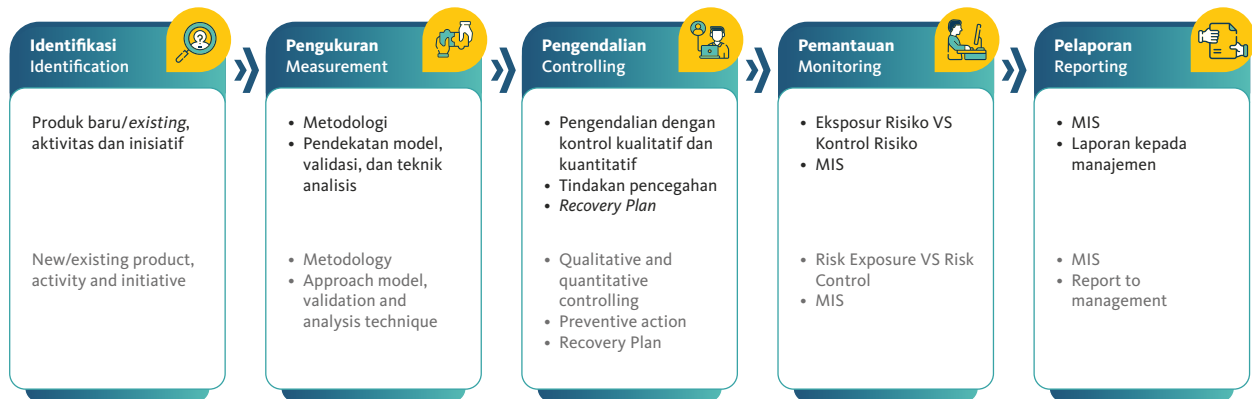 Identifikasi
Identification
Produk baru/existing,
aktivitas dan inisiatif
New/existing product,
activity and initiative
Pengukuran
Measurement
• Metodologi
• Pendekatan model,
validasi, dan teknik
analisis
• Metodology
• Approach model,
validation and
analysis technique
Pengendalian
Controlling
• Pengendalian dengan
kontrol kualitatif dan
kuantitatif
• Tindakan pencegahan
• Recovery Plan
• Qualitative and
quantitative
controlling
• Preventive action
• Recovery Plan
Pemantauan
Monitoring
• Eksposur Risiko VS
Kontrol Risiko
• MIS
• Risk Exposure VS Risk
Control
• MIS
Pelaporan
Reporting
• MIS
• Laporan kepada
manajemen
• MIS
• Report to
management